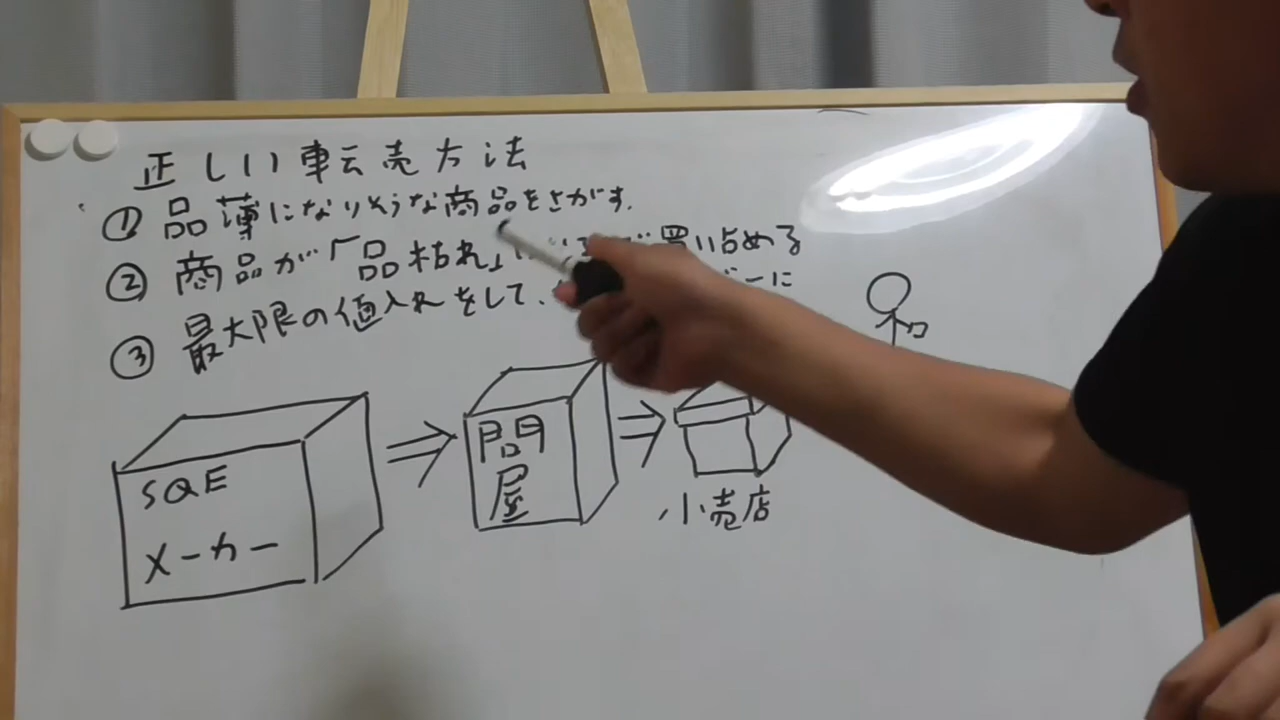 正しい転売方法
① 品薄になりそうな商品をさがす.
② 商品が「品枯れ」 買い占める
③ 最大限の値入れをして、 ーに
SQE
メーカー
問
屋
小売店